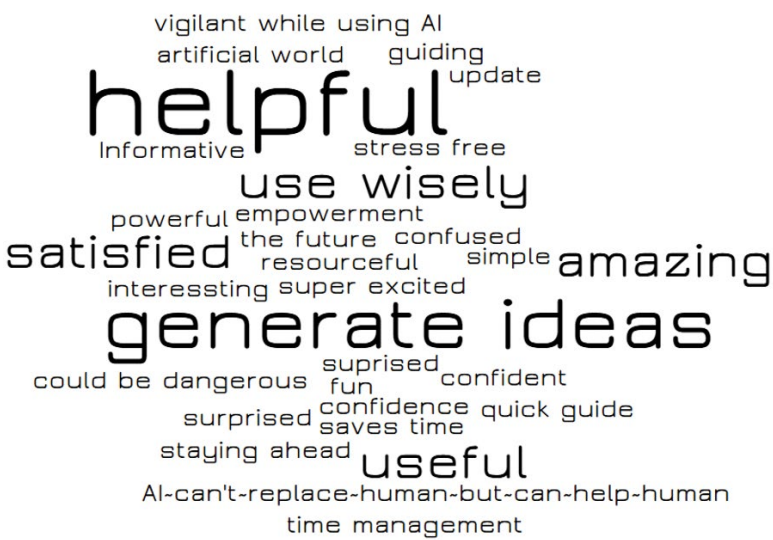 vigilant while using AI
artificial world guiding
update
helpful
Informative stress free
use wisely
powerful empowerment
satisfied the future confused
resourceful simple amazing
interessting super excited
generate ideas
suprised
could be dangerous fun confident
surprised confidence quick guide
saves time
staying ahead useful
AI~can't~replace~human~but~can~help~human
time management